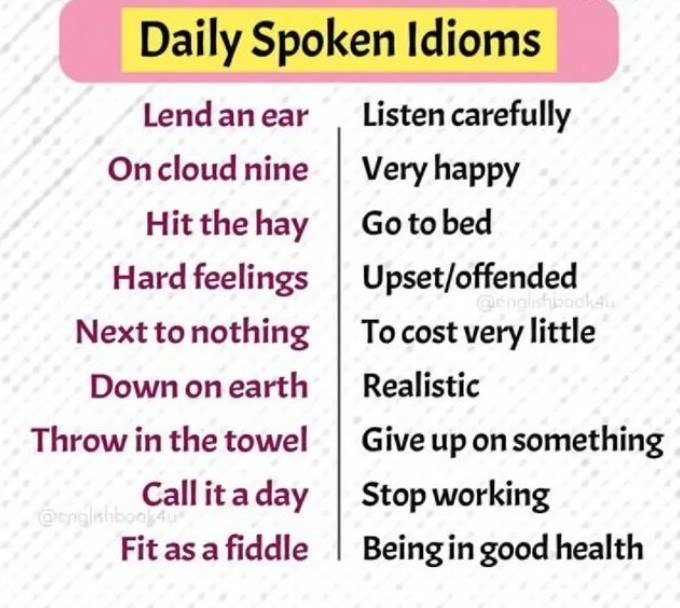 Daily Spoken Idioms
Lend an ear Listen carefully
On cloud nine Very happy
Hit the hay Go to bed
Hard feelings Upset/offended
@englishbook4u
Next to nothing To cost very little
Down on earth Realistic
Throw in the towel Give up on something
Call it a day Stop working
@englishbook4u
Fit as a fiddle Being in good health